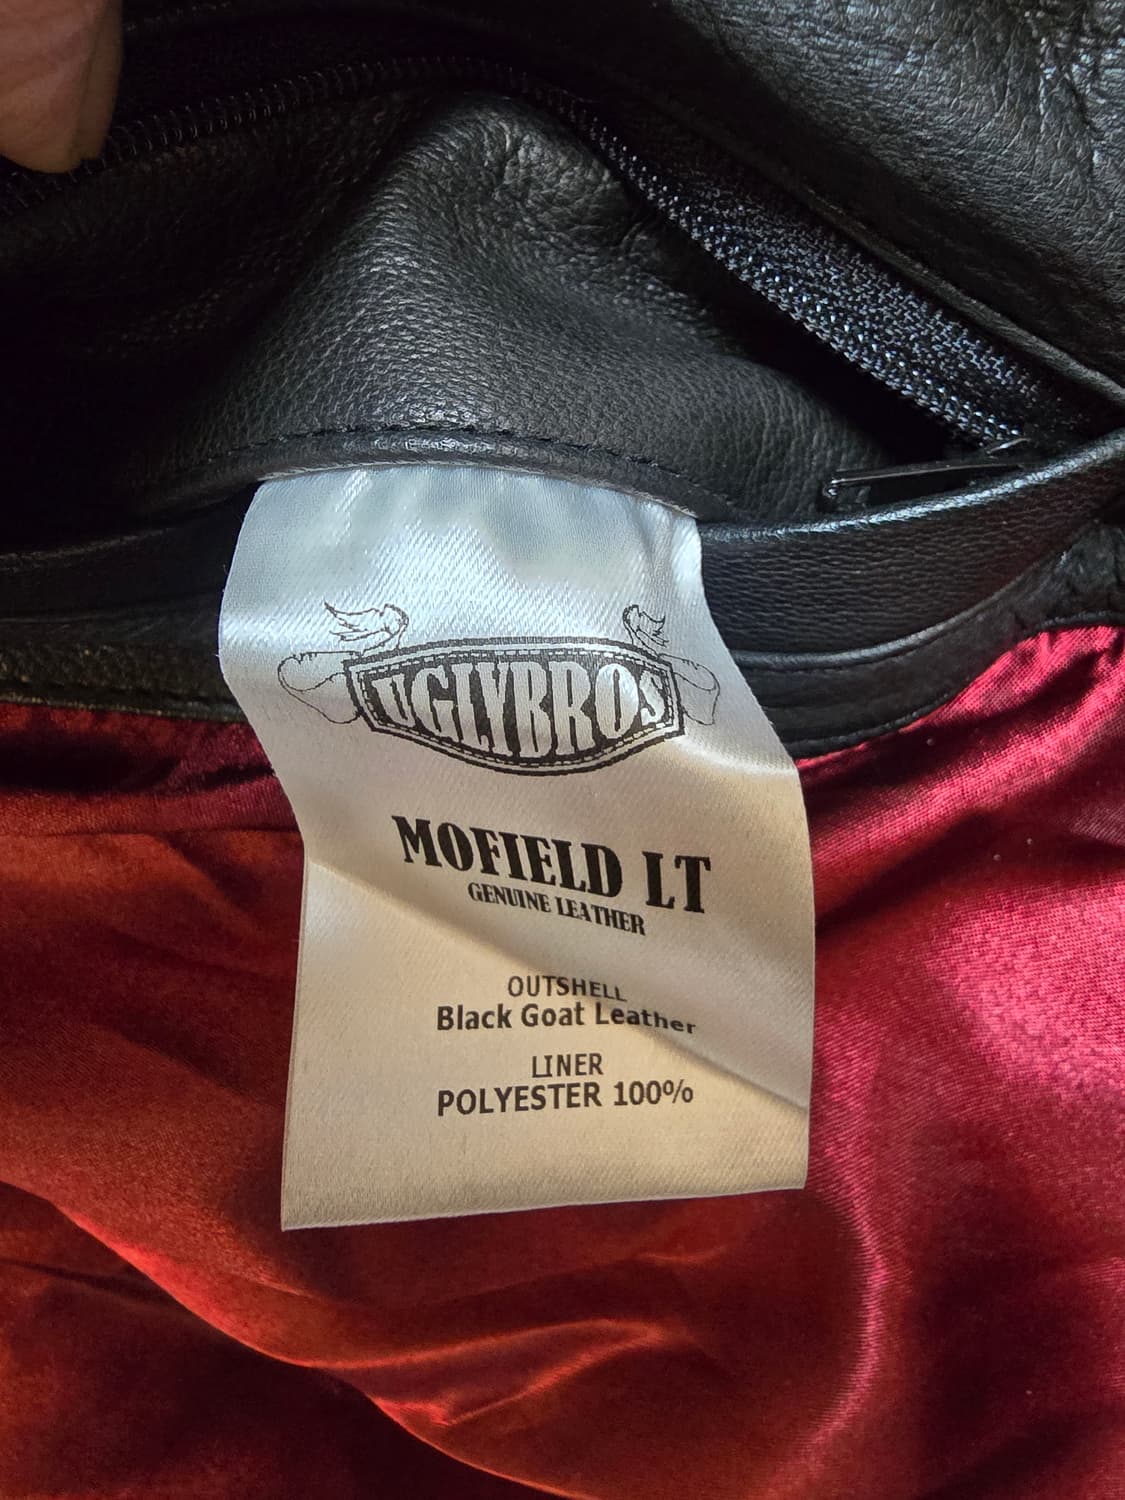 UGLYBROS
MOFIELD LT
GENUINE LEATHER
OUTSHELL
Black Goat Leather
LINER
POLYESTER 100%